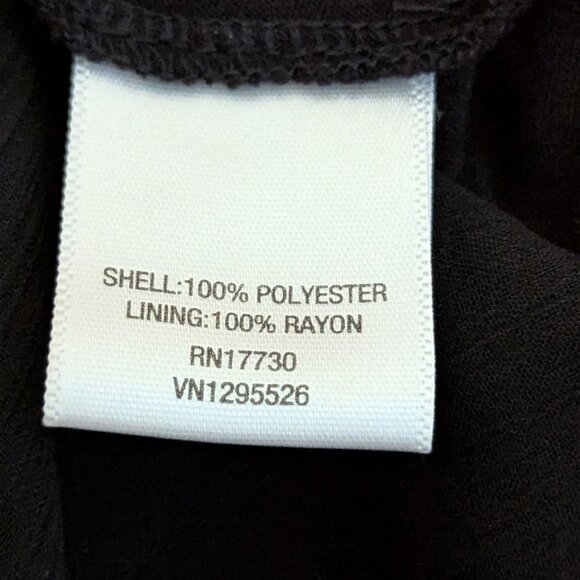 SHELL:100% POLYESTER
LINING:100% RAYON
RN17730
VN1295526